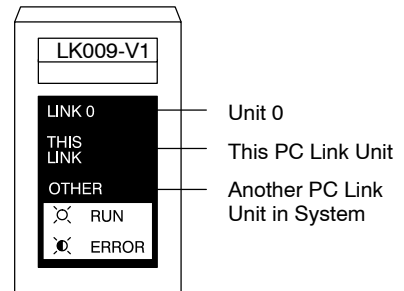 LK009-V1
LINK 0
THIS
LINK
OTHER
RUN
ERROR
Unit 0
This PC Link Unit
Another PC Link
Unit in System